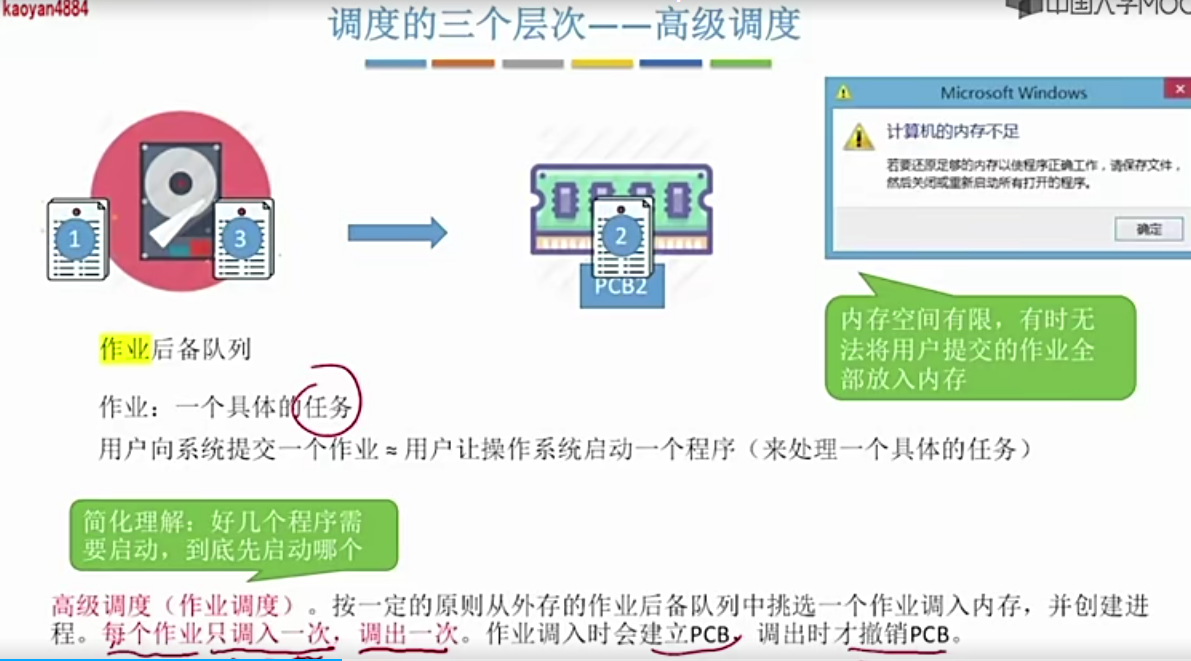 kaoyan4884
调度的三个层次——高级调度
中国大学MOO
Microsoft Windows
计算机的内存不足
若要还原足够的内存以使程序正确工作，请保存文件，
然后关闭或重新启动所有打开的程序。
确定
1
3
2
PCB2
内存空间有限，有时无
法将用户提交的作业全
部放入内存
作业后备队列
作业：一个具体的任务
用户向系统提交一个作业 ≈ 用户让操作系统启动一个程序（来处理一个具体的任务）
简化理解：好几个程序需
要启动，到底先启动哪个
高级调度（作业调度）。按一定的原则从外存的作业后备队列中挑选一个作业调入内存，并创建进
程。每个作业只调入一次，调出一次。作业调入时会建立PCB，调出时才撤销PCB。